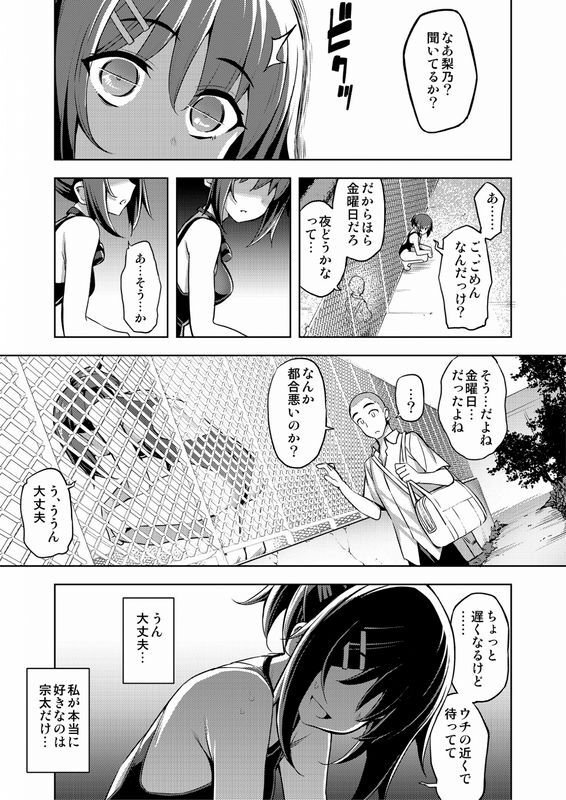 なあ梨乃?
聞いてるか?
ビクッ
あ……
ご、ごめん
なんだっけ?
だからほら
金曜日だろ
夜どうかな
って…
あ…そう…か
そう…だよね
金曜日…
だったよね
…?
なんか
都合悪いのか?
う、ううん
大丈夫
ちょっと
遅くなるけど
……
ウチの近くで
待ってて
うん
大丈夫…
私が本当に
好きなのは
宗太だけ…